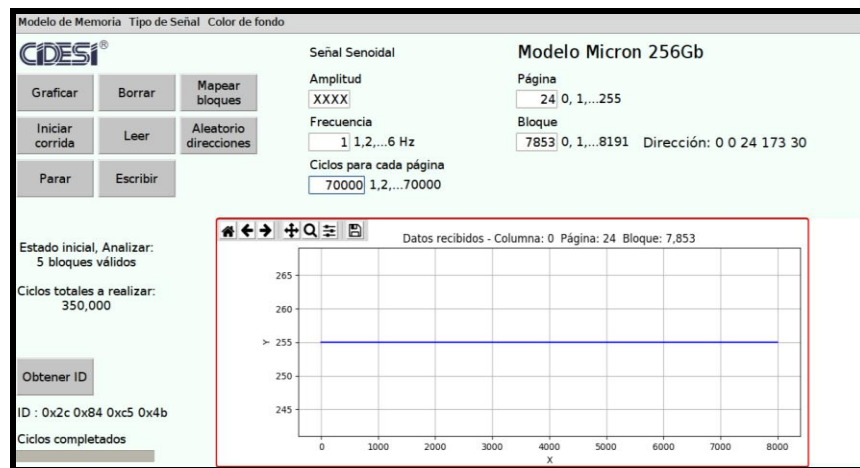 Modelo de Memoria Tipo de Señal Color de fondo
CIDESI®
Señal Senoidal
Modelo Micron 256Gb
Graficar
Borrar
Mapear
bloques
Amplitud
XXXX
Página
24 0, 1,...255
Iniciar
corrida
Leer
Aleatorio
direcciones
Frecuencia
1 1,2,...6 Hz
Bloque
7853 0, 1,...8191 Dirección: 0 0 24 173 30
Parar
Escribir
Ciclos para cada página
70000 1,2,...70000
Estado inicial, Analizar:
5 bloques válidos
Ciclos totales a realizar:
350,000
Obtener ID
ID : 0x2c 0x84 0xc5 0x4b
Ciclos completados
Datos recibidos - Columna: 0 Página: 24 Bloque: 7,853
265
260
255
250
245
Y
0 1000 2000 3000 4000 5000 6000 7000 8000
X